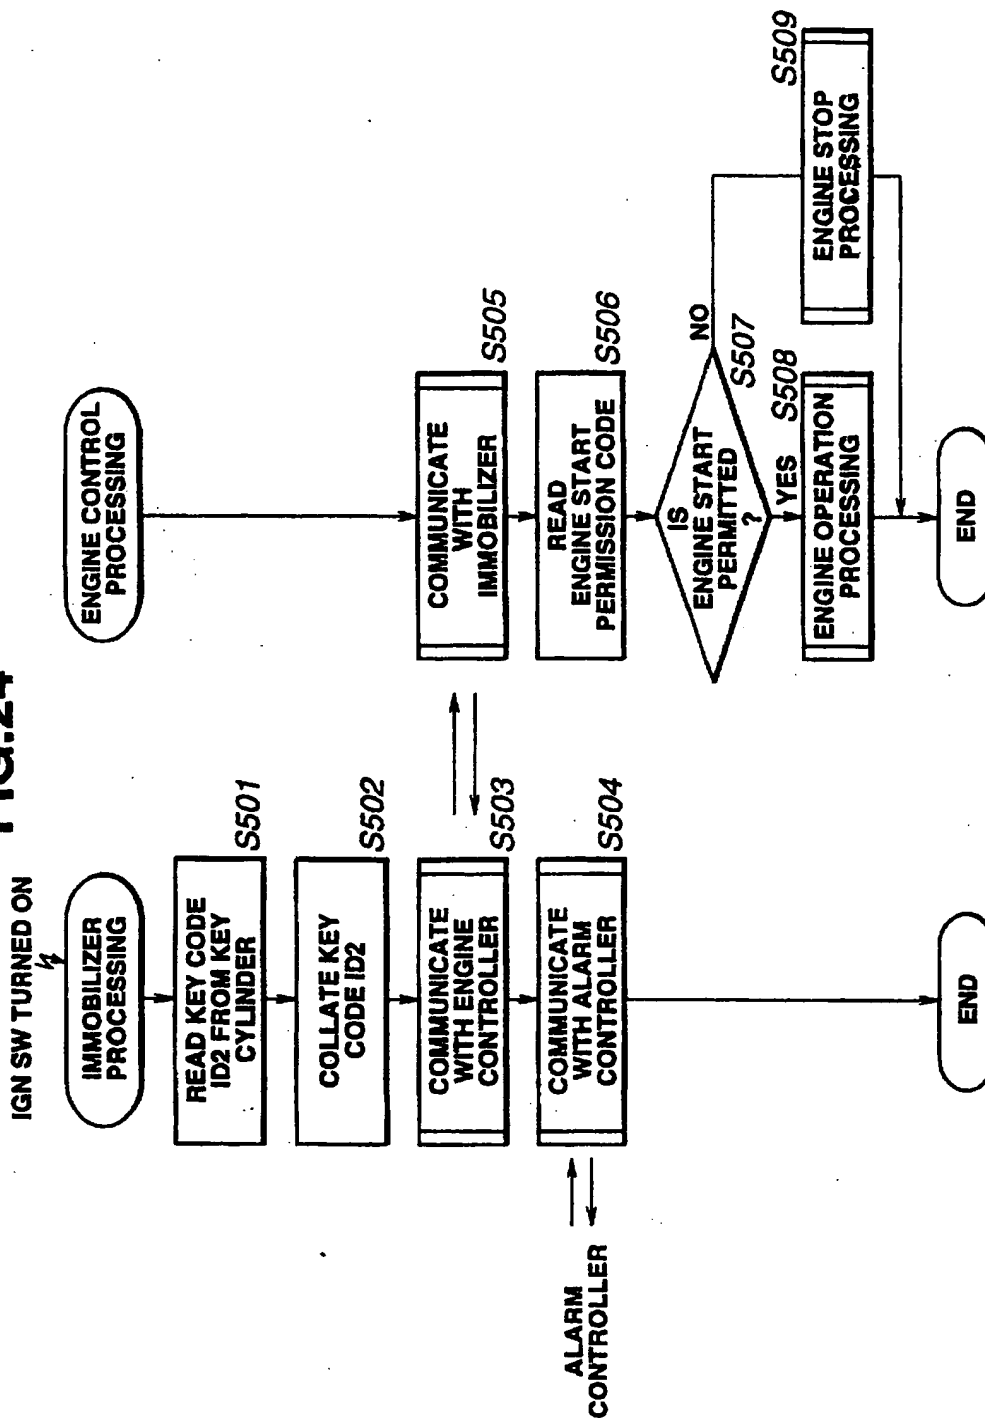 FIG.24
IGN SW TURNED ON
IMMOBILIZER
PROCESSING
READ KEY CODE
ID2 FROM KEY
CYLINDER
S501
COLLATE KEY
CODE ID2
S502
COMMUNICATE
WITH ENGINE
CONTROLLER
S503
COMMUNICATE
WITH ALARM
CONTROLLER
S504
ALARM
CONTROLLER
END
ENGINE CONTROL
PROCESSING
COMMUNICATE
WITH
IMMOBILIZER
S505
READ
ENGINE START
PERMISSION CODE
S506
IS
ENGINE START
PERMITTED
?
S507
NO
YES
S508
ENGINE OPERATION
PROCESSING
S509
ENGINE STOP
PROCESSING
END